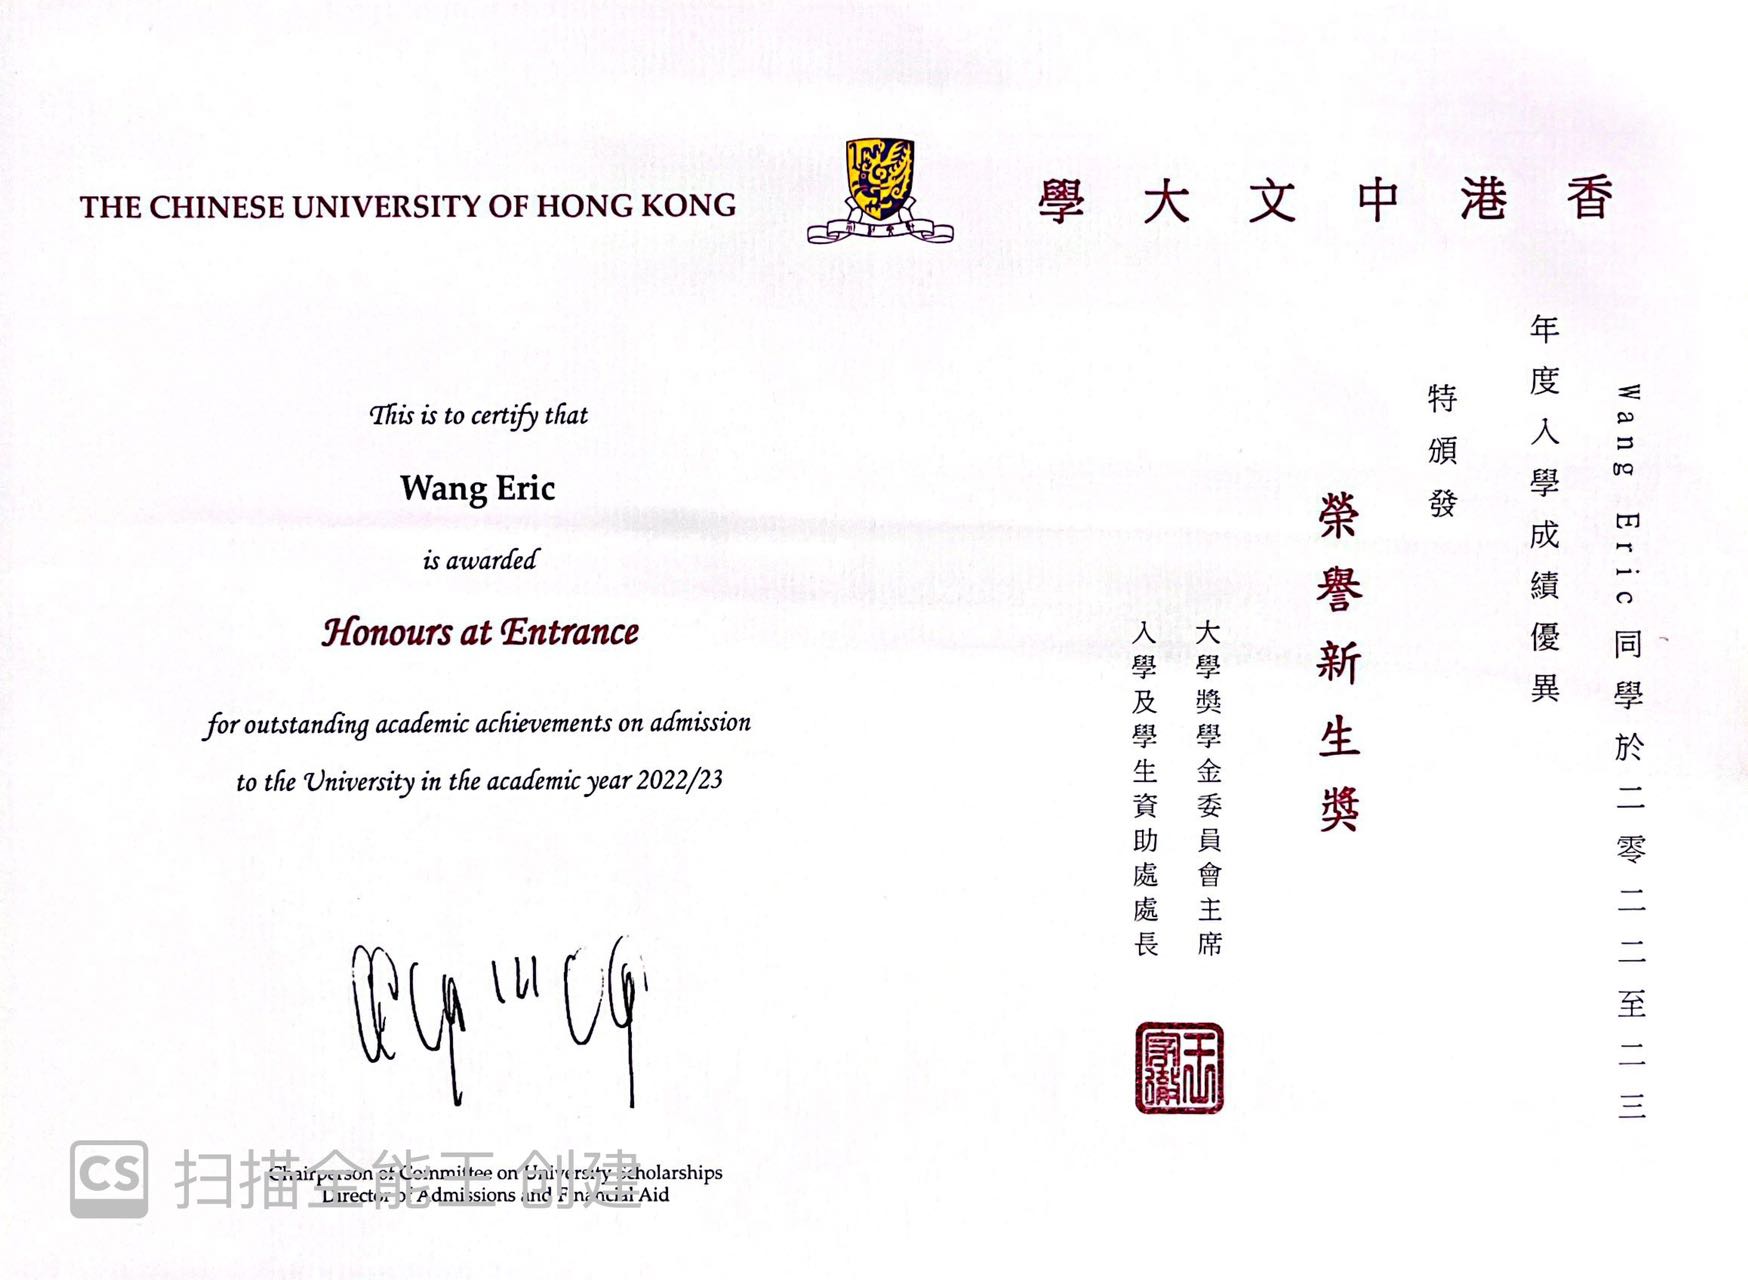 THE CHINESE UNIVERSITY OF HONG KONG
香港中文大學
This is to certify that
Wang Eric
is awarded
Honours at Entrance
for outstanding academic achievements on admission
to the University in the academic year 2022/23
Chairperson of Committee on University Scholarships
Director of Admissions and Financial Aid
Wang Eric 同學於二零二二至二三
年度入學成績優異
特頒發
榮譽新生獎
大學獎學金委員會主席
入學及學生資助處處長
CS 扫描全能王 创建